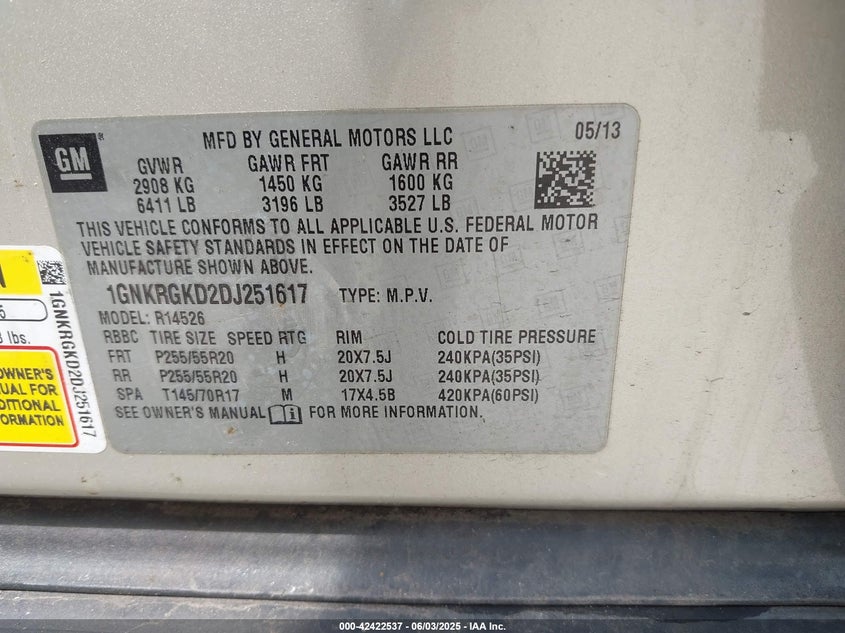 GM
MFD BY GENERAL MOTORS LLC 05/13
GVWR GAWR FRT GAWR RR
2908 KG 1450 KG 1600 KG
6411 LB 3196 LB 3527 LB
THIS VEHICLE CONFORMS TO ALL APPLICABLE U.S. FEDERAL MOTOR
VEHICLE SAFETY STANDARDS IN EFFECT ON THE DATE OF
MANUFACTURE SHOWN ABOVE.
1GNKRGKD2DJ251617 TYPE: M.P.V.
MODEL: R14526
RBBC TIRE SIZE SPEED RTG RIM COLD TIRE PRESSURE
FRT P255/55R20 H 20X7.5J 240KPA(35PSI)
RR P255/55R20 H 20X7.5J 240KPA(35PSI)
SPA T145/70R17 M 17X4.5B 420KPA(60PSI)
SEE OWNER'S MANUAL FOR MORE INFORMATION.
1GNKRGKD2DJ251617
lbs.
OWNER'S
FOR
000-42422537 - 06/03/2025 - IAA Inc.